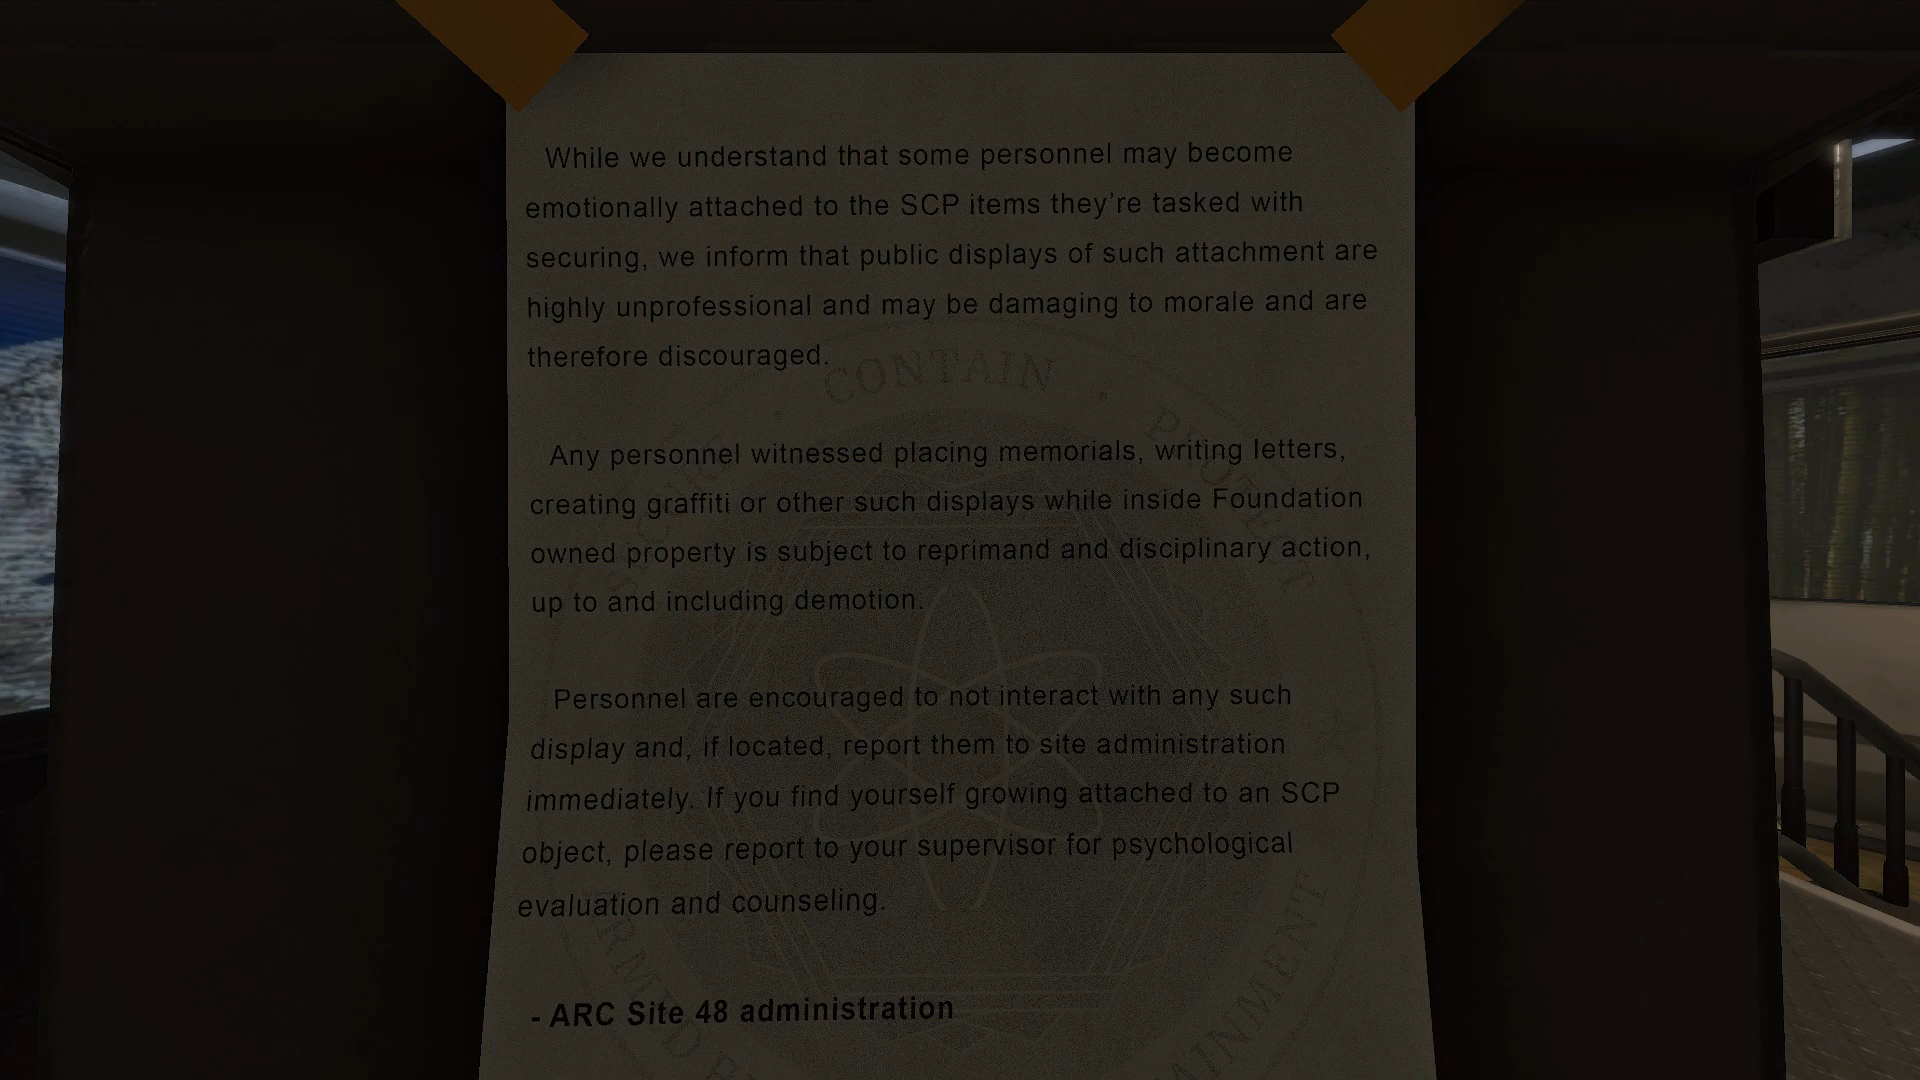 While we understand that some personnel may become
emotionally attached to the SCP items they're tasked with
securing, we inform that public displays of such attachment are
highly unprofessional and may be damaging to morale and are
therefore discouraged.
CONTAIN
PROTECT
Any personnel witnessed placing memorials, writing letters,
creating graffiti or other such displays while inside Foundation
owned property is subject to reprimand and disciplinary action,
up to and including demotion.
Personnel are encouraged to not interact with any such
display and, if located, report them to site administration
immediately. If you find yourself growing attached to an SCP
object, please report to your supervisor for psychological
evaluation and counseling.
- ARC Site 48 administration